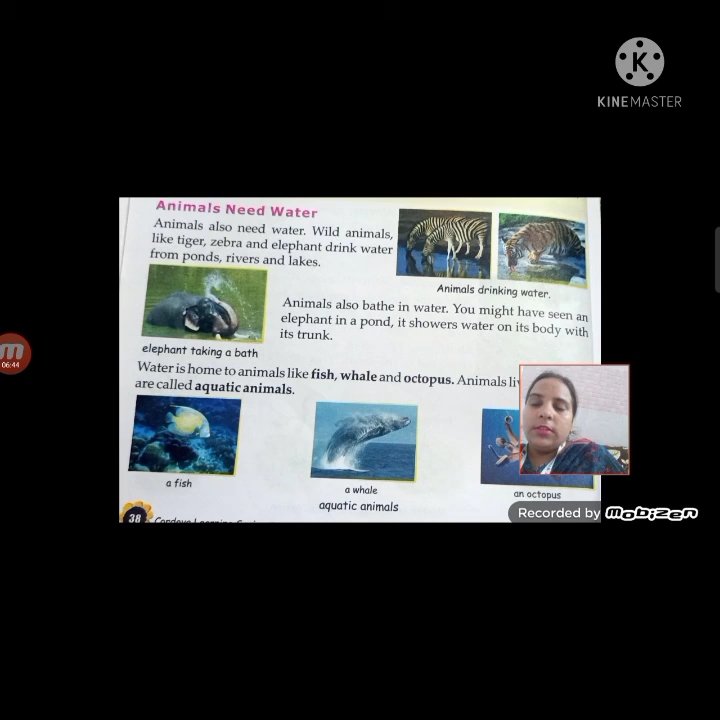 K
KINEMASTER
Animals Need Water
Animals also need water. Wild animals,
like tiger, zebra and elephant drink water
from ponds, rivers and lakes.
Animals drinking water.
Animals also bathe in water. You might have seen an
elephant in a pond, it showers water on its body with
its trunk.
elephant taking a bath
Water is home to animals like fish, whale and octopus. Animals
are called aquatic animals.
a fish
a whale
an octopus
aquatic animals
38
m
06:44
Recorded by mobizen